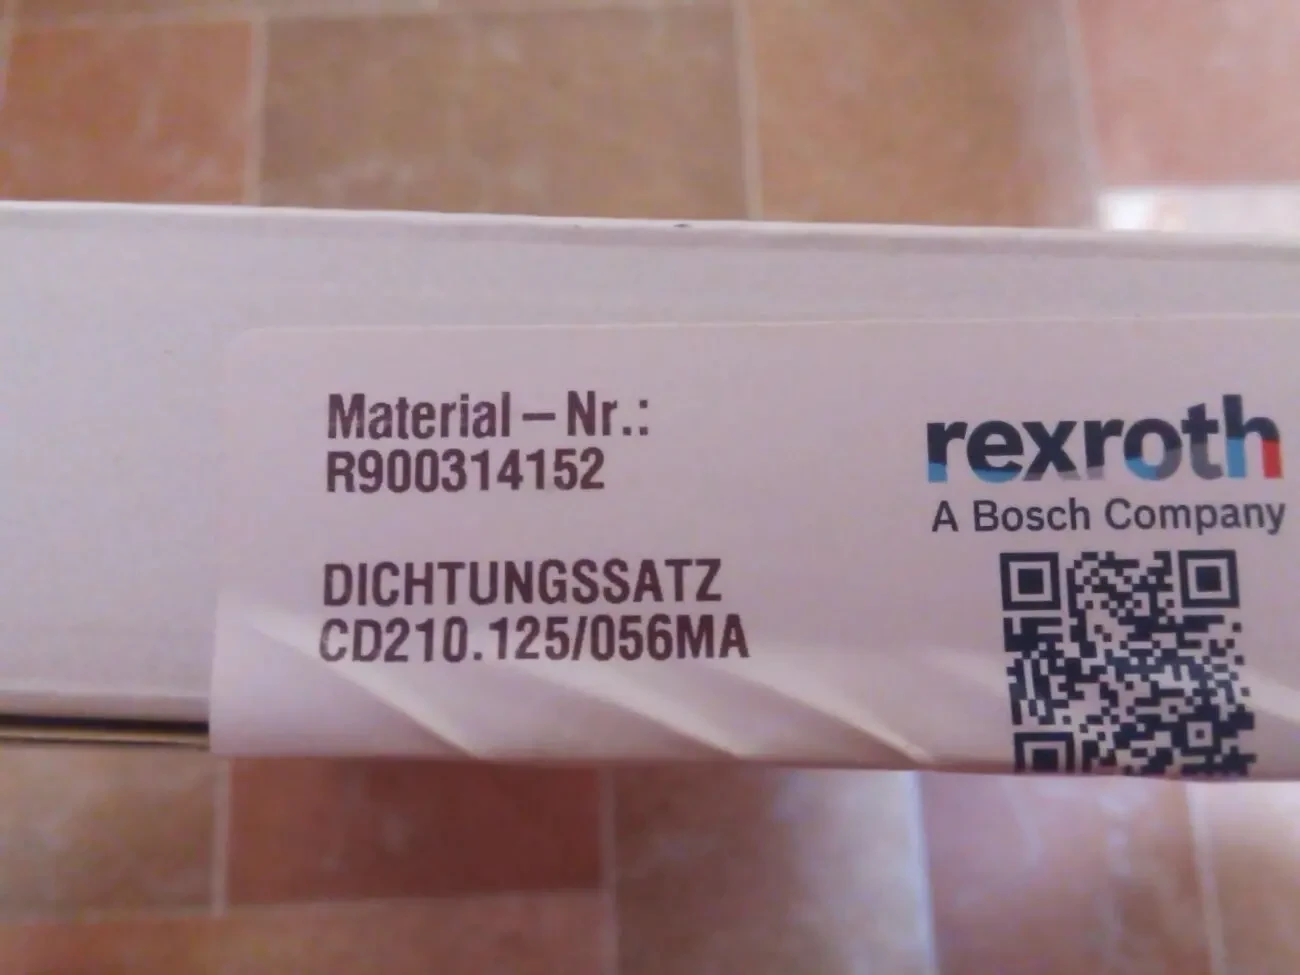 Material – Nr.:
R900314152
DICHTUNGSSATZ
CD210.125/056MA
rexroth
A Bosch Company